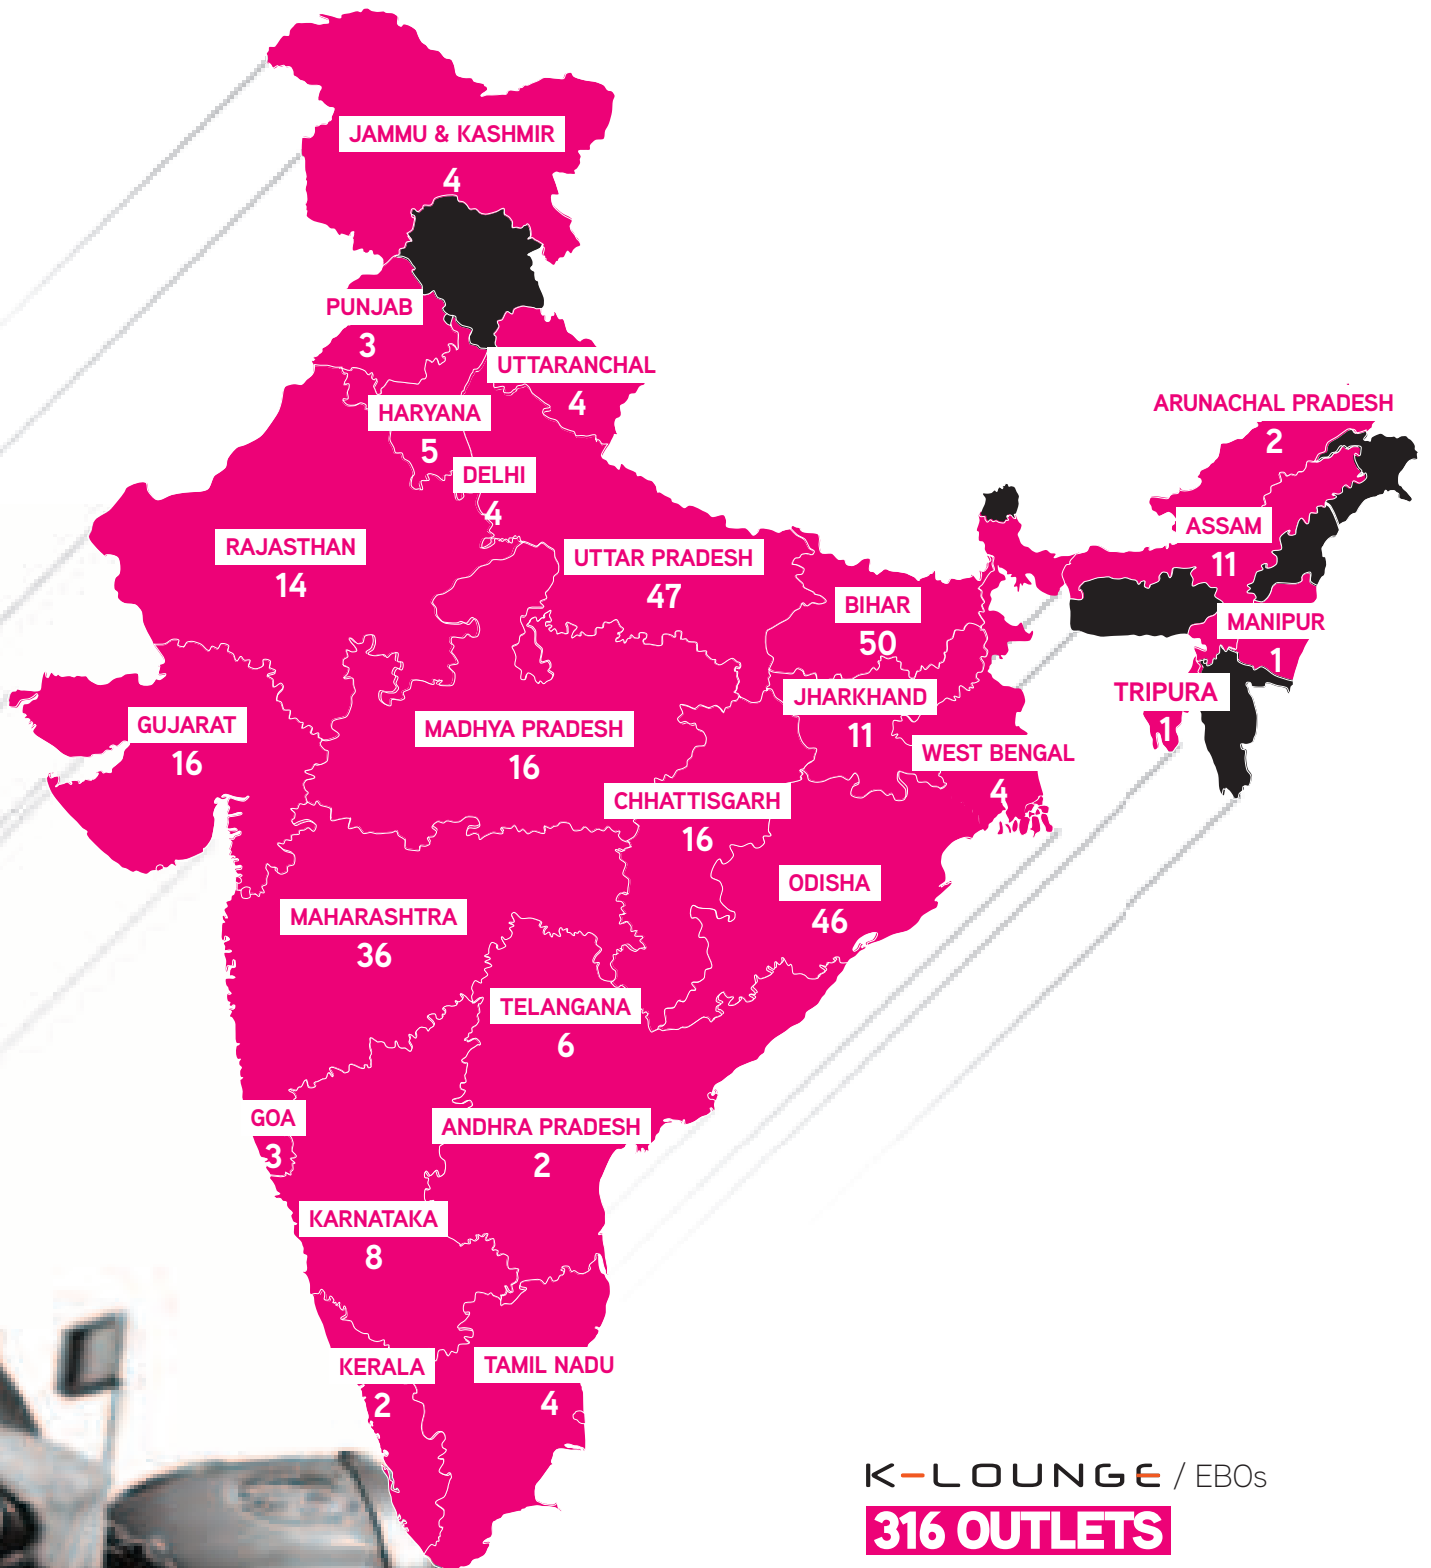 JAMMU & KASHMIR
4
PUNJAB
3
UTTARANCHAL
4
HARYANA
5
DELHI
4
ARUNACHAL PRADESH
2
ASSAM
11
RAJASTHAN
14
UTTAR PRADESH
47
BIHAR
50
MANIPUR
1
TRIPURA
1
JHARKHAND
11
GUJARAT
16
MADHYA PRADESH
16
WEST BENGAL
4
CHHATTISGARH
16
ODISHA
46
MAHARASHTRA
36
TELANGANA
6
GOA
3
ANDHRA PRADESH
2
KARNATAKA
8
KERALA
2
TAMIL NADU
4
K-LOUNGE / EBOs
316 OUTLETS